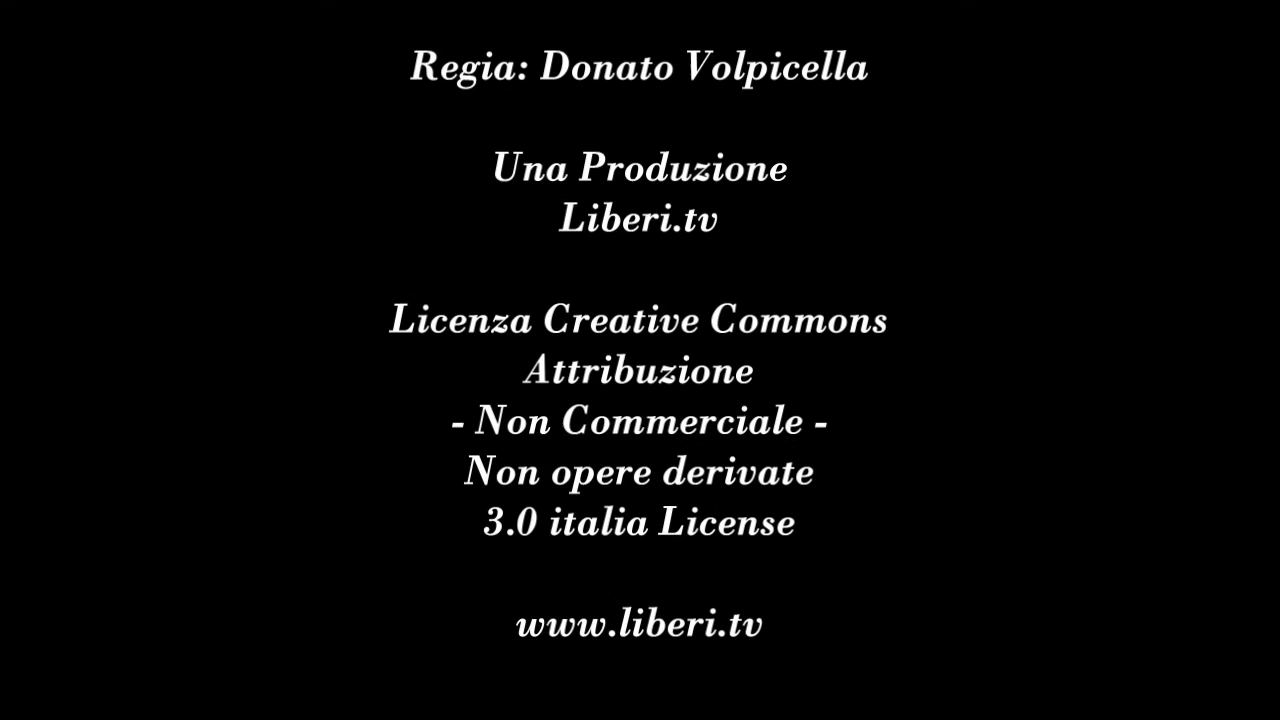 Regia: Donato Volpicella
Una Produzione
Liberi.tv
Licenza Creative Commons
Attribuzione
- Non Commerciale -
Non opere derivate
3.0 italia License
www.liberi.tv